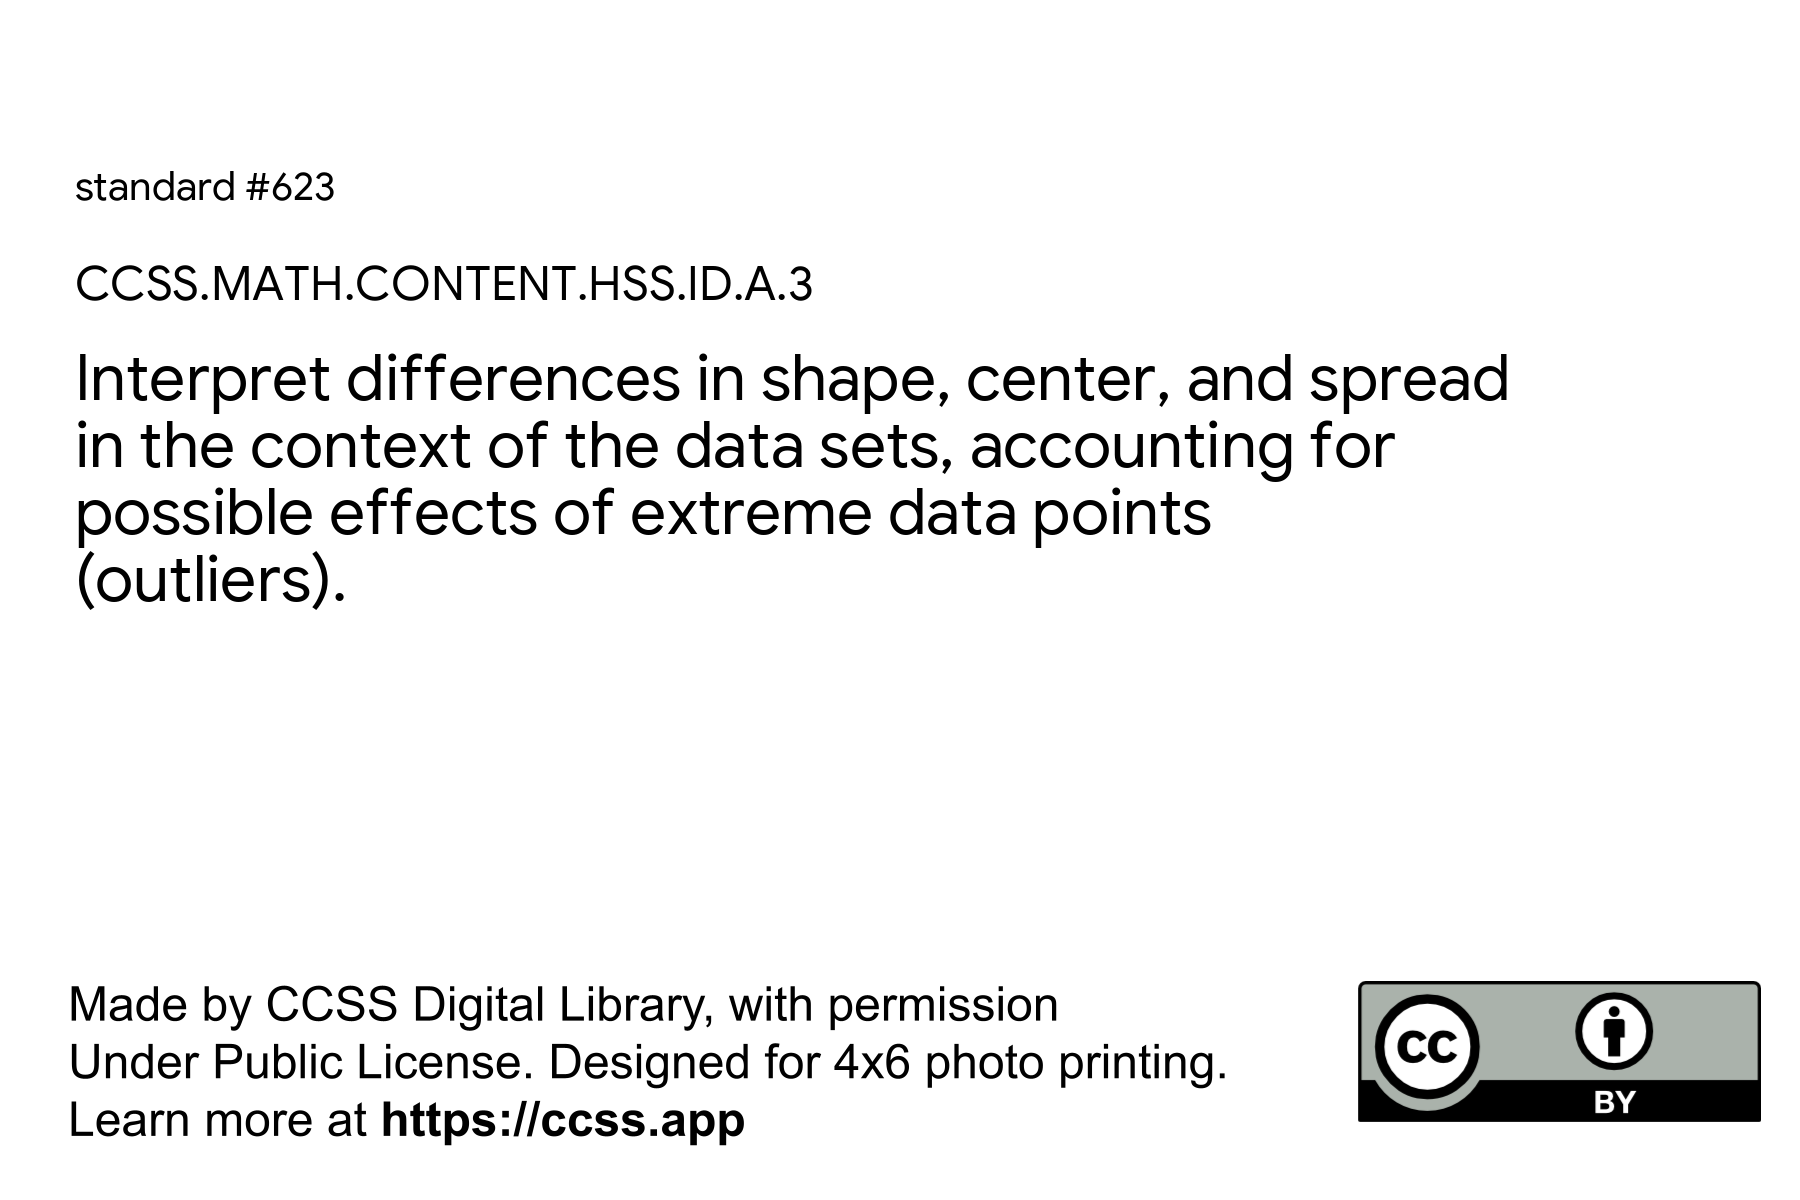 standard #623
CCSS.MATH.CONTENT.HSS.ID.A.3
Interpret differences in shape, center, and spread
in the context of the data sets, accounting for
possible effects of extreme data points
(outliers).
Made by CCSS Digital Library, with permission
Under Public License. Designed for 4x6 photo printing.
Learn more at https://ccss.app
CC
BY